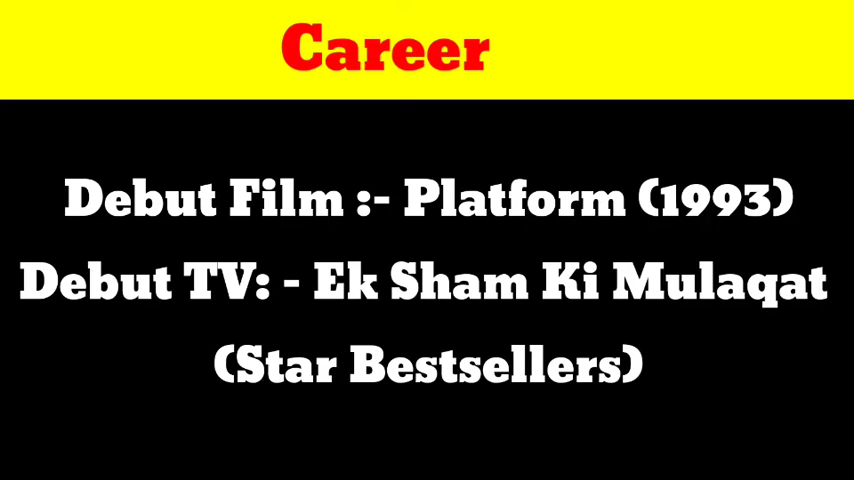 Career
Debut Film :- Platform (1993)
Debut TV: - Ek Sham Ki Mulaqat
(Star Bestsellers)